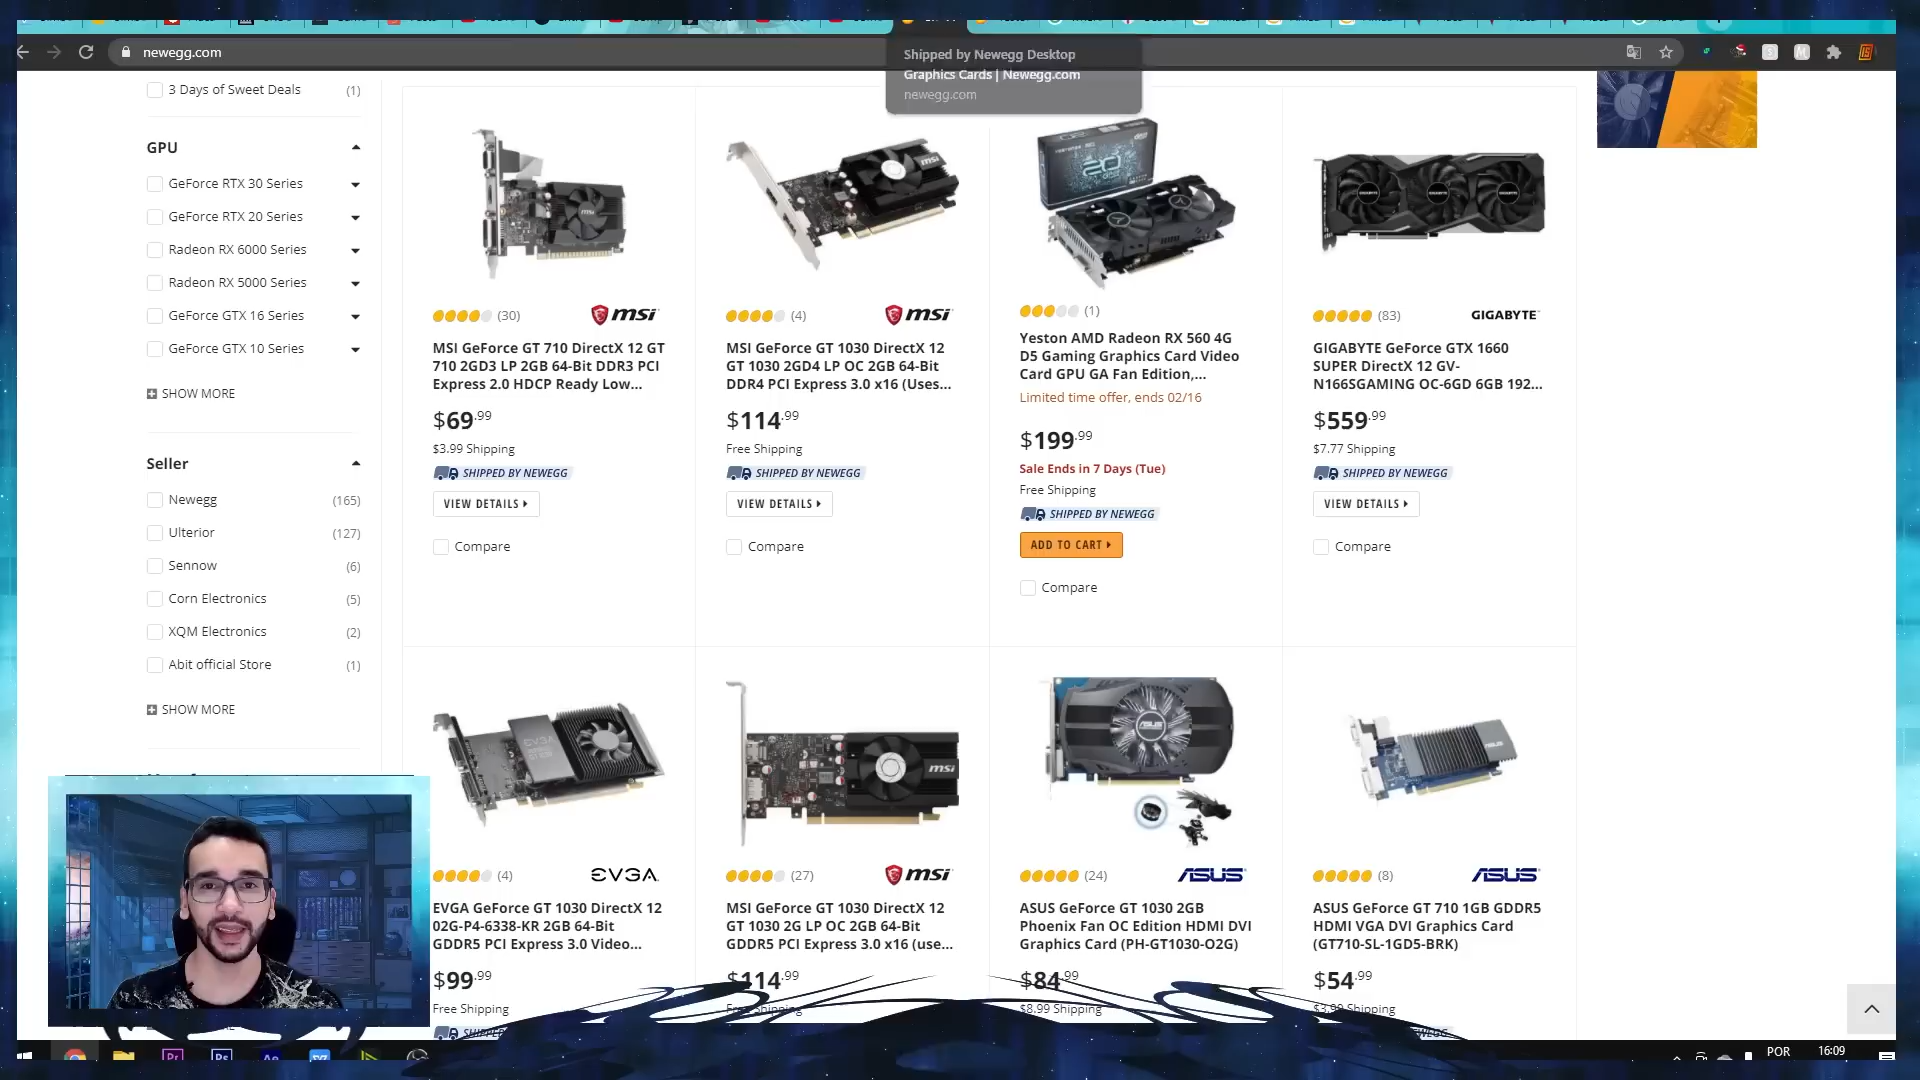 newegg.com
Shipped by Newegg Desktop
Graphics Cards | Newegg.com
newegg.com
3 Days of Sweet Deals (1)
GPU
GeForce RTX 30 Series
GeForce RTX 20 Series
Radeon RX 6000 Series
Radeon RX 5000 Series
GeForce GTX 16 Series
GeForce GTX 10 Series
SHOW MORE
Seller
Newegg (165)
Ulterior (127)
Sennow (6)
Corn Electronics (5)
XQM Electronics (2)
Abit official Store (1)
SHOW MORE
(30) msi
MSI GeForce GT 710 DirectX 12 GT
710 2GD3 LP 2GB 64-Bit DDR3 PCI
Express 2.0 HDCP Ready Low...
$69.99
$3.99 Shipping
SHIPPED BY NEWEGG
VIEW DETAILS
Compare
msi
(4) msi
MSI GeForce GT 1030 DirectX 12
GT 1030 2GD4 LP OC 2GB 64-Bit
DDR4 PCI Express 3.0 x16 (Uses...
$114.99
Free Shipping
SHIPPED BY NEWEGG
VIEW DETAILS
Compare
20
(1)
Yeston AMD Radeon RX 560 4G
D5 Gaming Graphics Card Video
Card GPU GA Fan Edition,...
Limited time offer, ends 02/16
$199.99
Sale Ends in 7 Days (Tue)
Free Shipping
SHIPPED BY NEWEGG
ADD TO CART
Compare
(83) GIGABYTE
GIGABYTE GeForce GTX 1660
SUPER DirectX 12 GV-
N166SGAMING OC-6GD 6GB 192...
$559.99
$7.77 Shipping
SHIPPED BY NEWEGG
VIEW DETAILS
Compare
EVGA
(4) EVGA
EVGA GeForce GT 1030 DirectX 12
02G-P4-6338-KR 2GB 64-Bit
GDDR5 PCI Express 3.0 Video...
$99.99
Free Shipping
SHIPPED
msi
(27) msi
MSI GeForce GT 1030 DirectX 12
GT 1030 2G LP OC 2GB 64-Bit
GDDR5 PCI Express 3.0 x16 (use...
$114.99
Free Shipping
ASUS
(24) ASUS
ASUS GeForce GT 1030 2GB
Phoenix Fan OC Edition HDMI DVI
Graphics Card (PH-GT1030-O2G)
$84.99
$8.99 Shipping
ASUS
(8) ASUS
ASUS GeForce GT 710 1GB GDDR5
HDMI VGA DVI Graphics Card
(GT710-SL-1GD5-BRK)
$54.99
$3.99 Shipping
Pr Ps Ae
POR 16:09